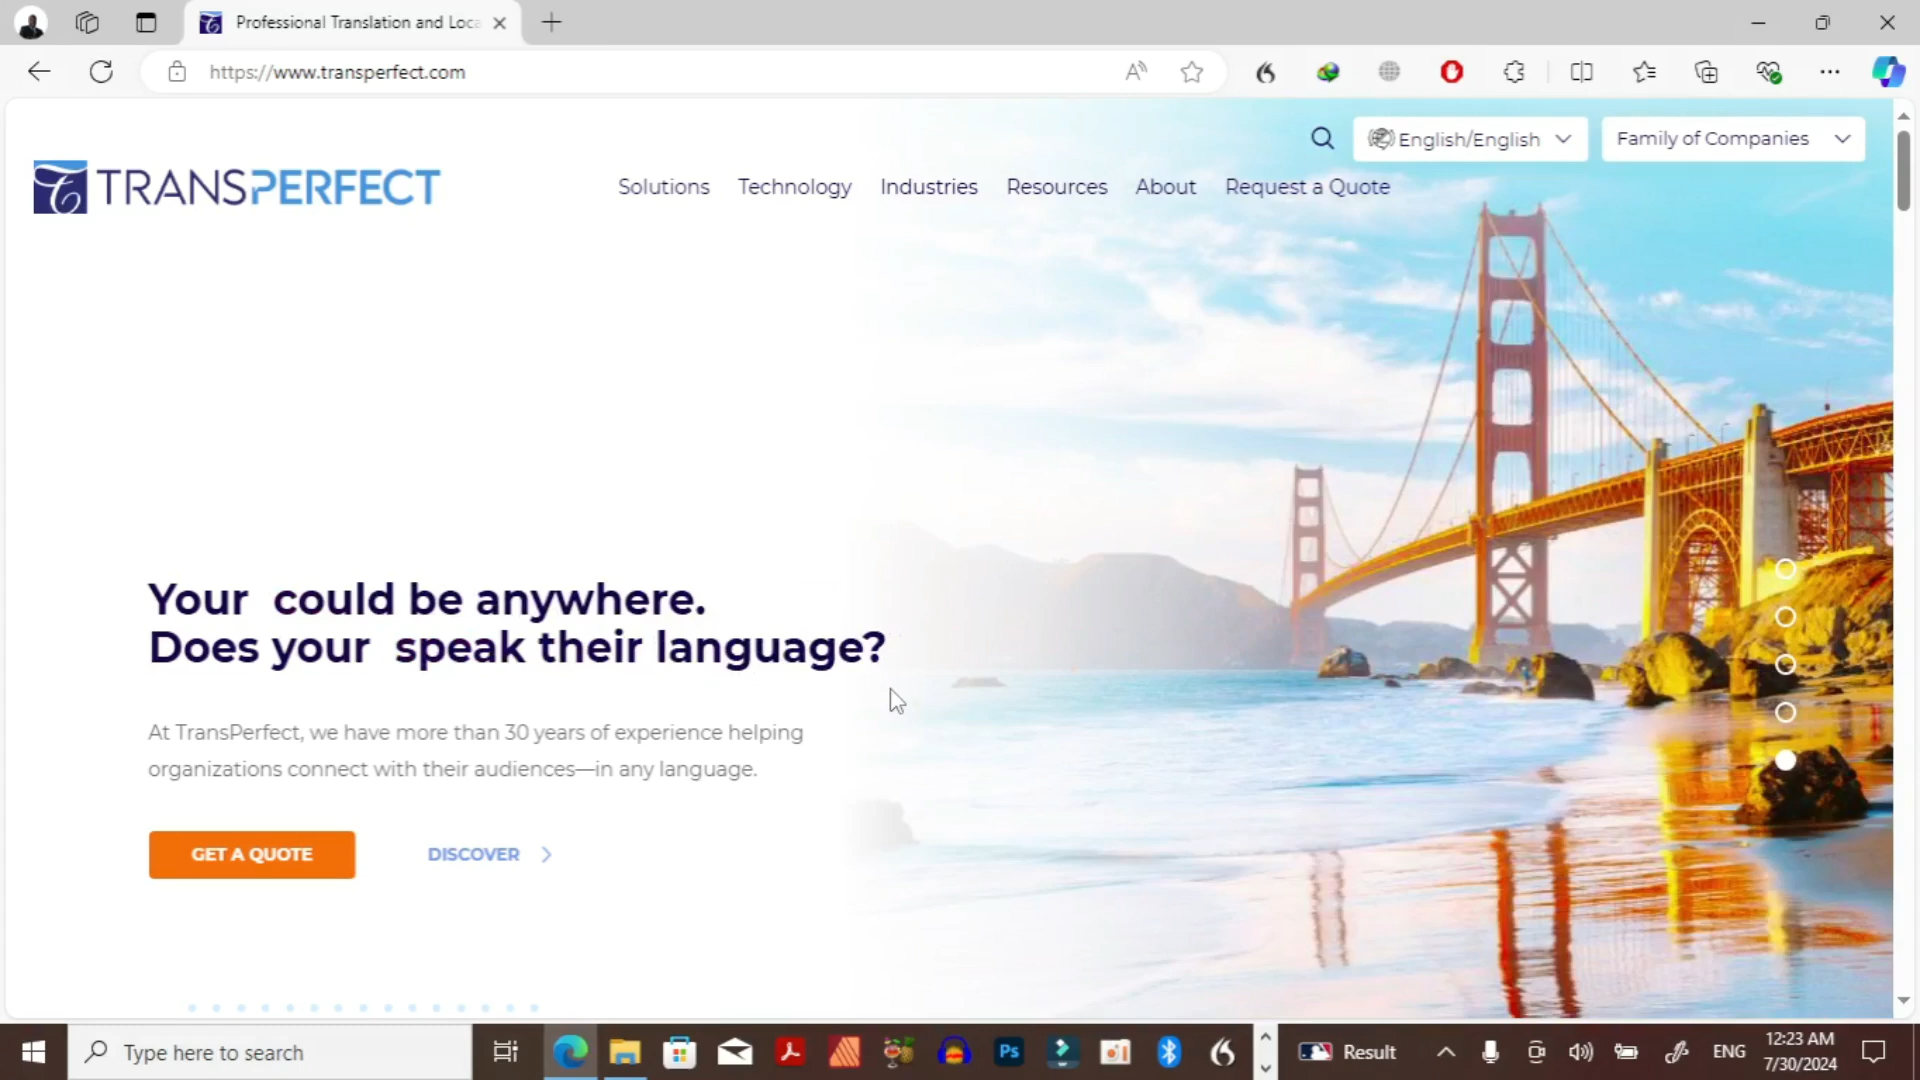 Professional Translation and Loca
https://www.transperfect.com
English/English
Family of Companies
TRANSPERFECT
Solutions
Technology
Industries
Resources
About
Request a Quote
Your  could be anywhere.
Does your  speak their language?
At TransPerfect, we have more than 30 years of experience helping
organizations connect with their audiences—in any language.
GET A QUOTE
DISCOVER
Type here to search
Ps
Result
ENG
12:23 AM
7/30/2024